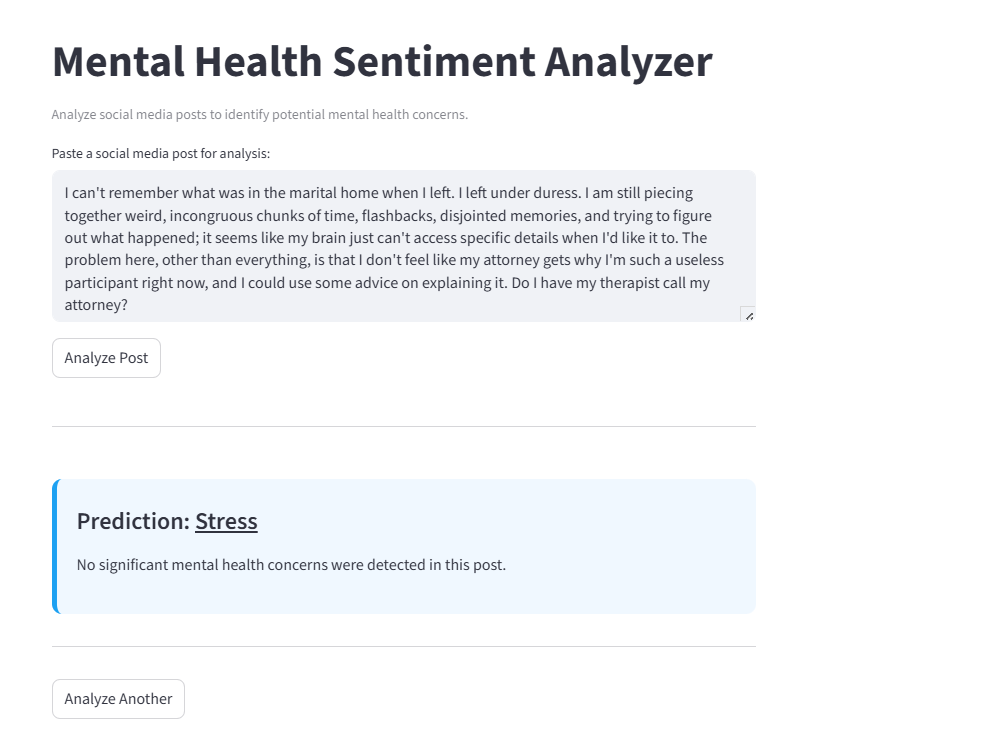 Mental Health Sentiment Analyzer
Analyze social media posts to identify potential mental health concerns.
Paste a social media post for analysis:
I can't remember what was in the marital home when I left. I left under duress. I am still piecing
together weird, incongruous chunks of time, flashbacks, disjointed memories, and trying to figure
out what happened; it seems like my brain just can't access specific details when I'd like it to. The
problem here, other than everything, is that I don't feel like my attorney gets why I'm such a useless
participant right now, and I could use some advice on explaining it. Do I have my therapist call my
attorney?
Analyze Post
Prediction: Stress
No significant mental health concerns were detected in this post.
Analyze Another